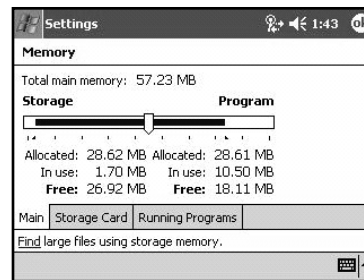 Settings 1:43 ok
Memory
Total main memory: 57.23 MB
Storage Program
Allocated: 28.62 MB Allocated: 28.61 MB
In use: 1.70 MB In use: 10.50 MB
Free: 26.92 MB Free: 18.11 MB
Main Storage Card Running Programs
Find large files using storage memory.